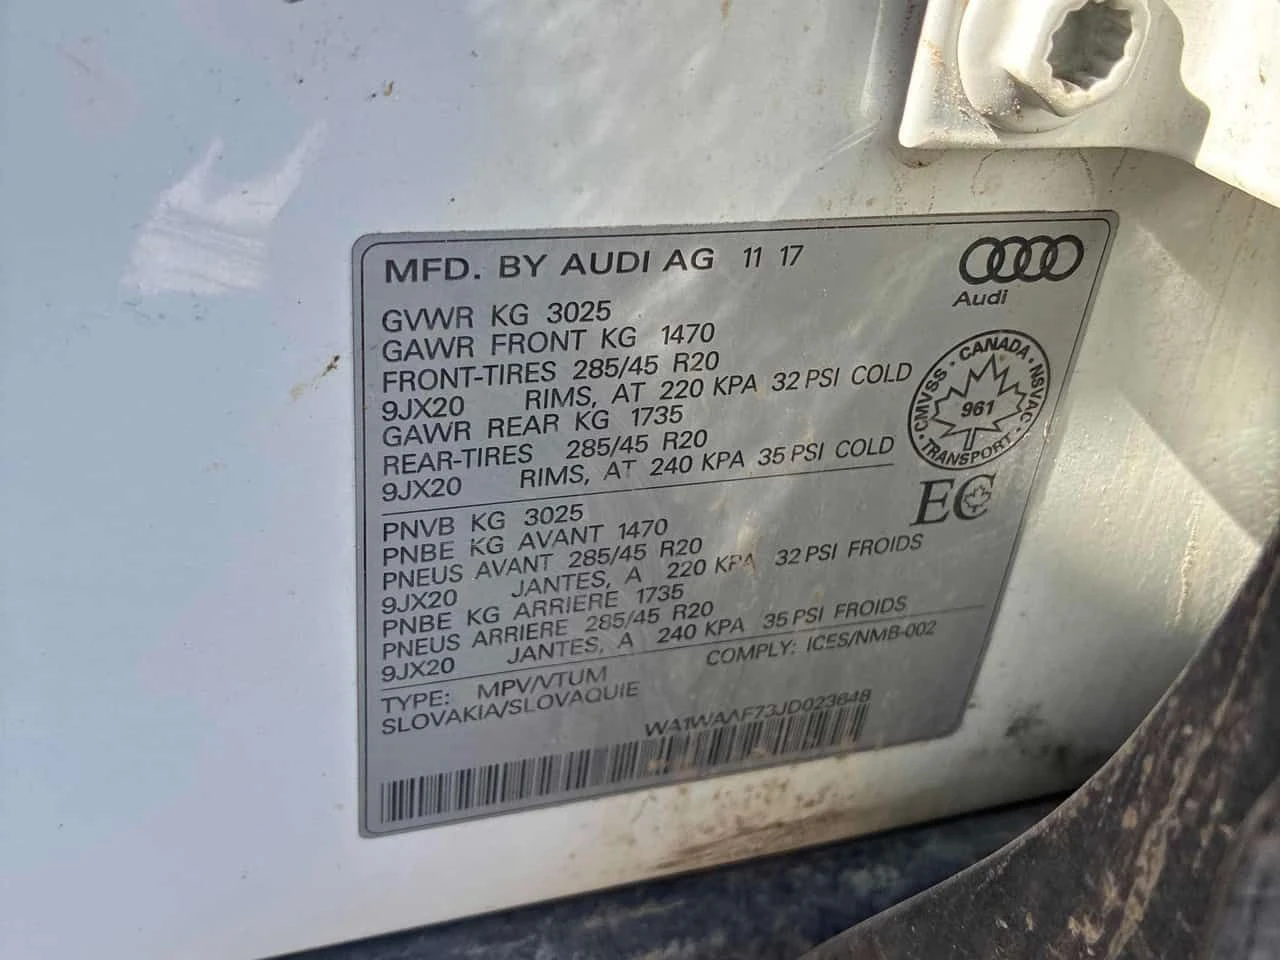 MFD. BY AUDI AG 11 17
Audi
GVWR KG 3025
GAWR FRONT KG 1470
FRONT-TIRES 285/45 R20
9JX20 RIMS, AT 220 KPA 32 PSI COLD
GAWR REAR KG 1735
REAR-TIRES 285/45 R20
9JX20 RIMS, AT 240 KPA 35 PSI COLD
CMVSS · CANADA · NSVAC · TRANSPORT ·
961
EC
PNVB KG 3025
PNBE KG AVANT 1470
PNEUS AVANT 285/45 R20
9JX20 JANTES, A 220 KPA 32 PSI FROIDS
PNBE KG ARRIERE 1735
PNEUS ARRIERE 285/45 R20
9JX20 JANTES, A 240 KPA 35 PSI FROIDS
TYPE: MPV/VTUM COMPLY: ICES/NMB-002
SLOVAKIA/SLOVAQUIE
WA1WAAF73JD023648